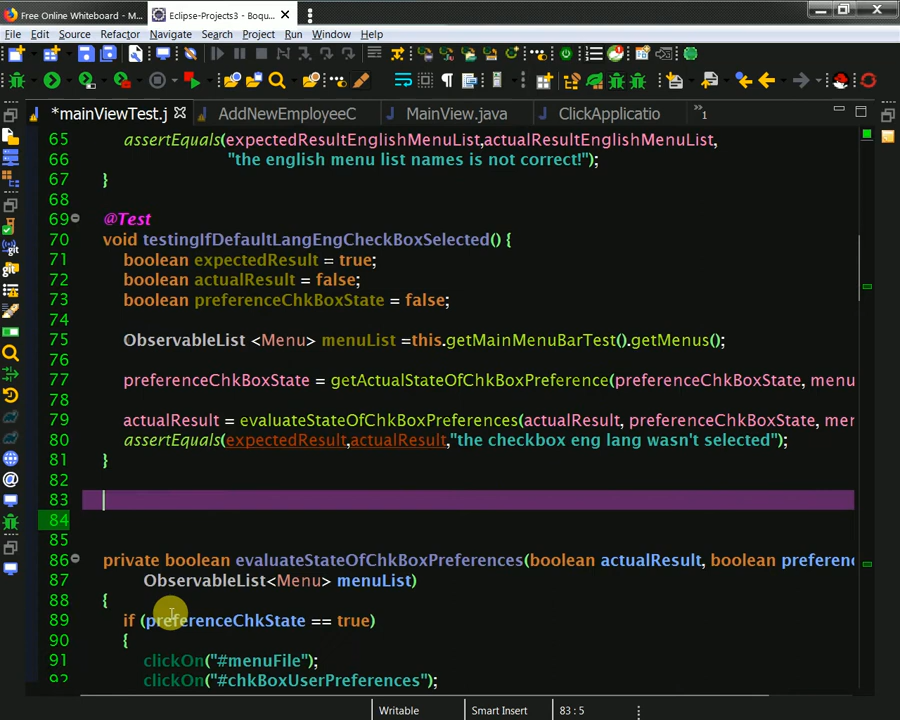 Free Online Whiteboard - M...
Eclipse-Projects3 - Boqu...
File Edit Source Refactor Navigate Search Project Run Window Help
*mainViewTest.j
AddNewEmployeeC
MainView.java
ClickApplicatio
»1
65 assertEquals(expectedResultEnglishMenuList,actualResultEnglishMenuList,
66 "the english menu list names is not correct!");
67 }
68
69 @Test
70 void testingIfDefaultLangEngCheckBoxSelected() {
71 boolean expectedResult = true;
72 boolean actualResult = false;
73 boolean preferenceChkBoxState = false;
74
75 ObservableList <Menu> menuList =this.getMainMenuBarTest().getMenus();
76
77 preferenceChkBoxState = getActualStateOfChkBoxPreference(preferenceChkBoxState, menu
78
79 actualResult = evaluateStateOfChkBoxPreferences(actualResult, preferenceChkBoxState, mer
80 assertEquals(expectedResult,actualResult,"the checkbox eng lang wasn't selected");
81 }
82
83
84
85
86 private boolean evaluateStateOfChkBoxPreferences(boolean actualResult, boolean preferenc
87 ObservableList<Menu> menuList)
88 {
89 if (preferenceChkState == true)
90 {
91 clickOn("#menuFile");
92 clickOn("#chkBoxUserPreferences");
Writable Smart Insert 83 : 5